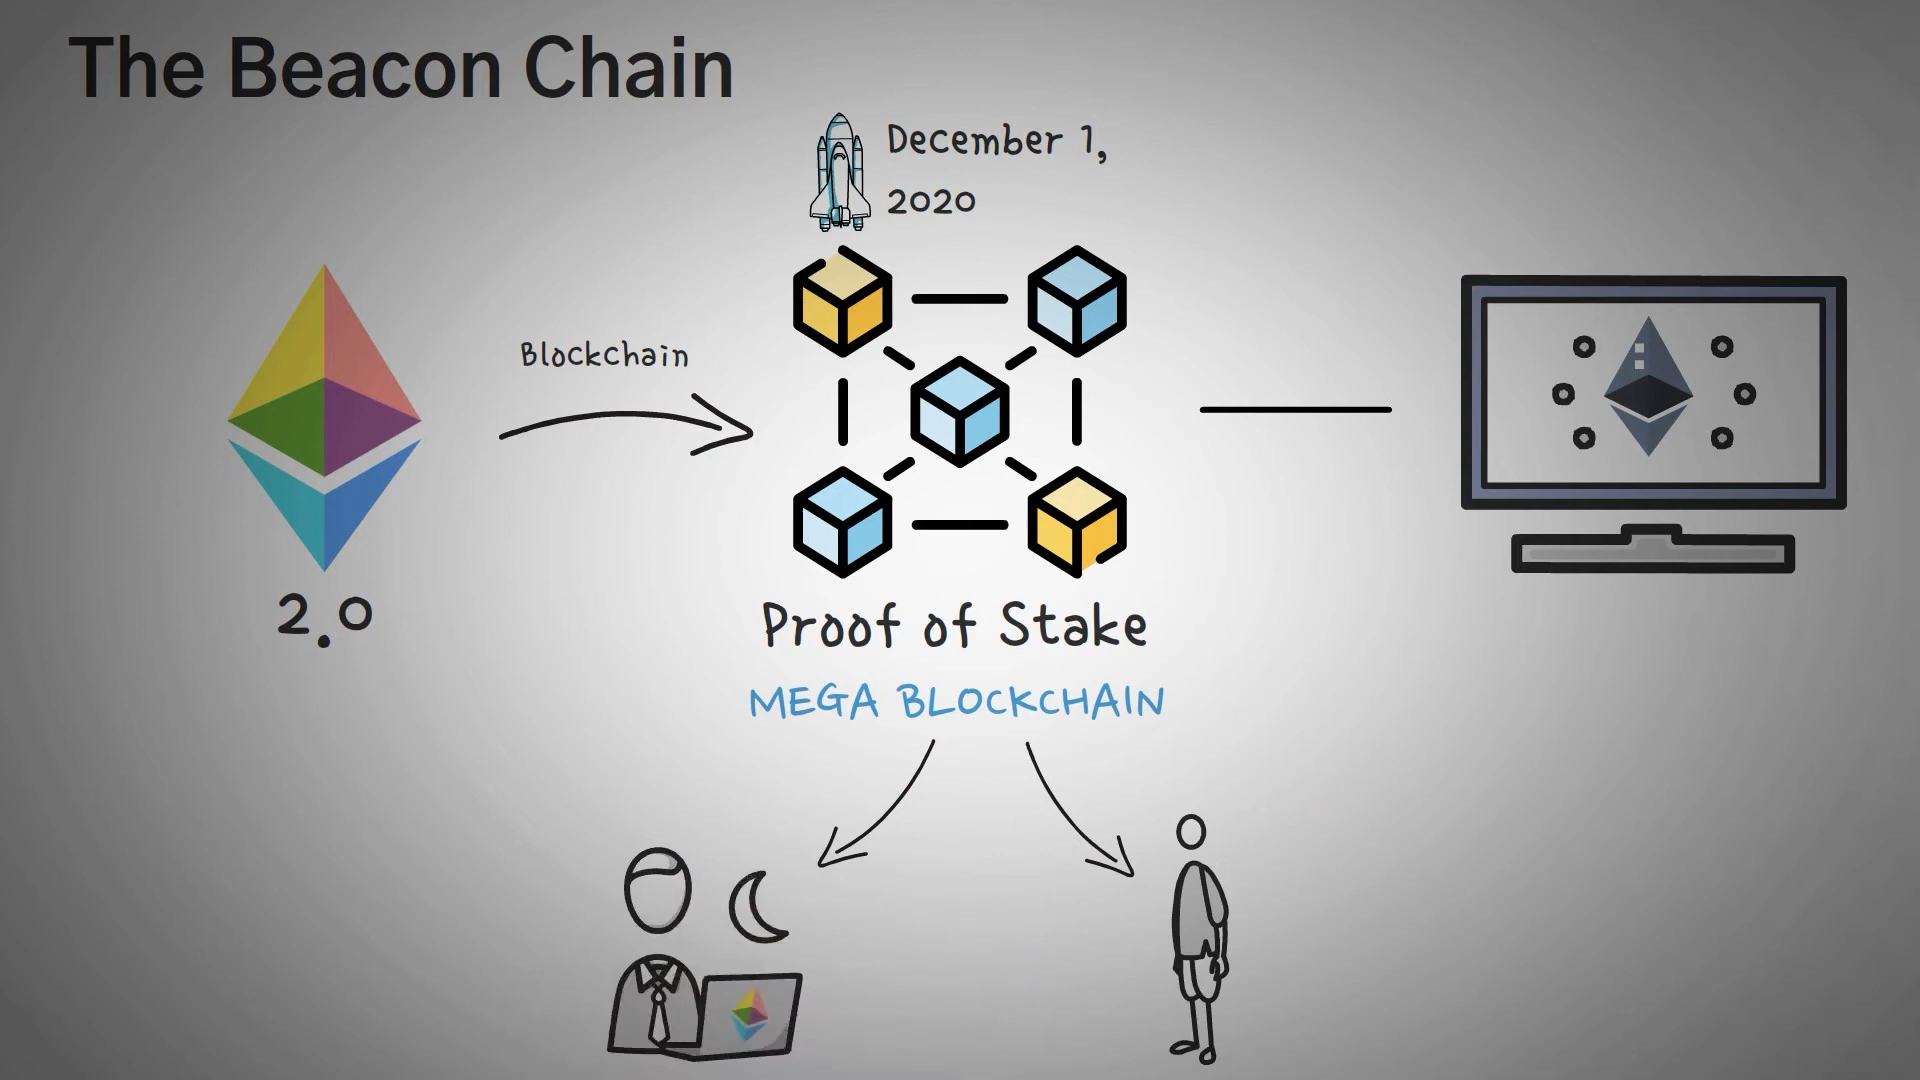 The Beacon Chain
December 1,
2020
Blockchain
2.0
Proof of Stake
MEGA BLOCKCHAIN